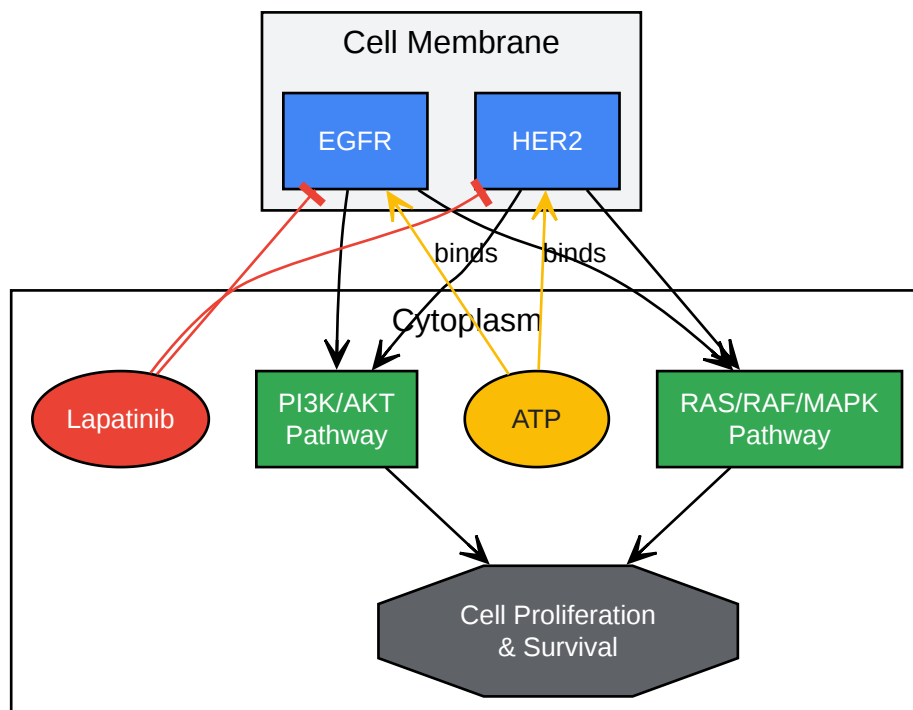 Cell Membrane
EGFR
HER2
binds
binds
Cytoplasm
Lapatinib
PI3K/AKT
Pathway
ATP
RAS/RAF/MAPK
Pathway
Cell Proliferation
& Survival